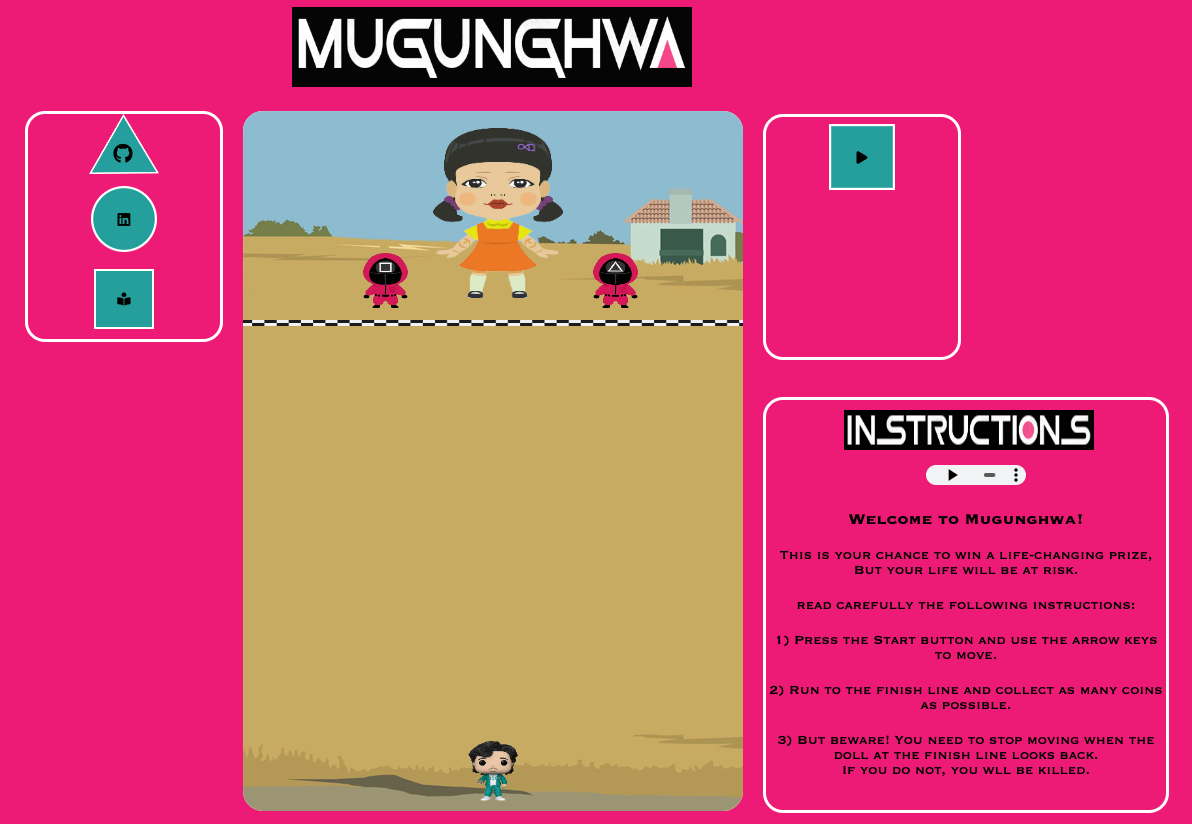 MUGUNGHWA
in
INSTRUCTIONS
Welcome to Mugunghwa!
This is your chance to win a life-changing prize,
But your life will be at risk.
read carefully the following instructions:
1) Press the Start button and use the arrow keys
to move.
2) Run to the finish line and collect as many coins
as possible.
3) But beware! You need to stop moving when the
doll at the finish line looks back.
If you do not, you wll be killed.